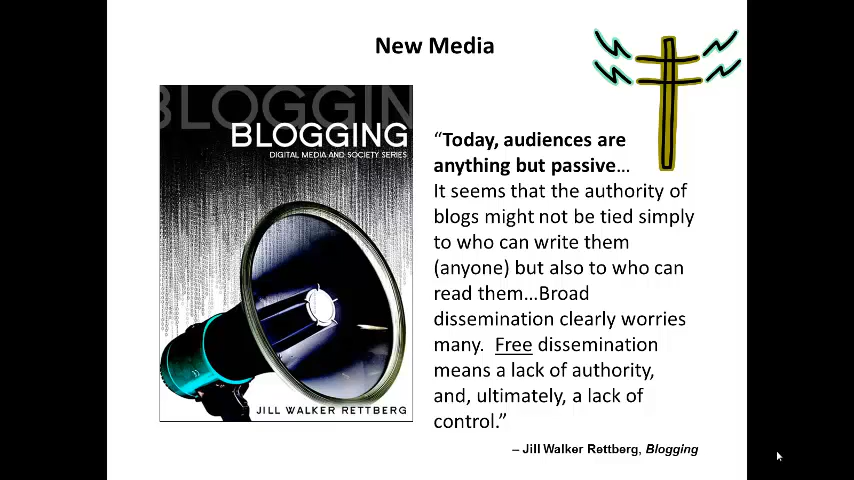 New Media
BLOGGING
BLOGGING
DIGITAL MEDIA AND SOCIETY SERIES
JILL WALKER RETTBERG
“Today, audiences are
anything but passive…
It seems that the authority of
blogs might not be tied simply
to who can write them
(anyone) but also to who can
read them…Broad
dissemination clearly worries
many.  Free dissemination
means a lack of authority,
and, ultimately, a lack of
control.”
– Jill Walker Rettberg, Blogging